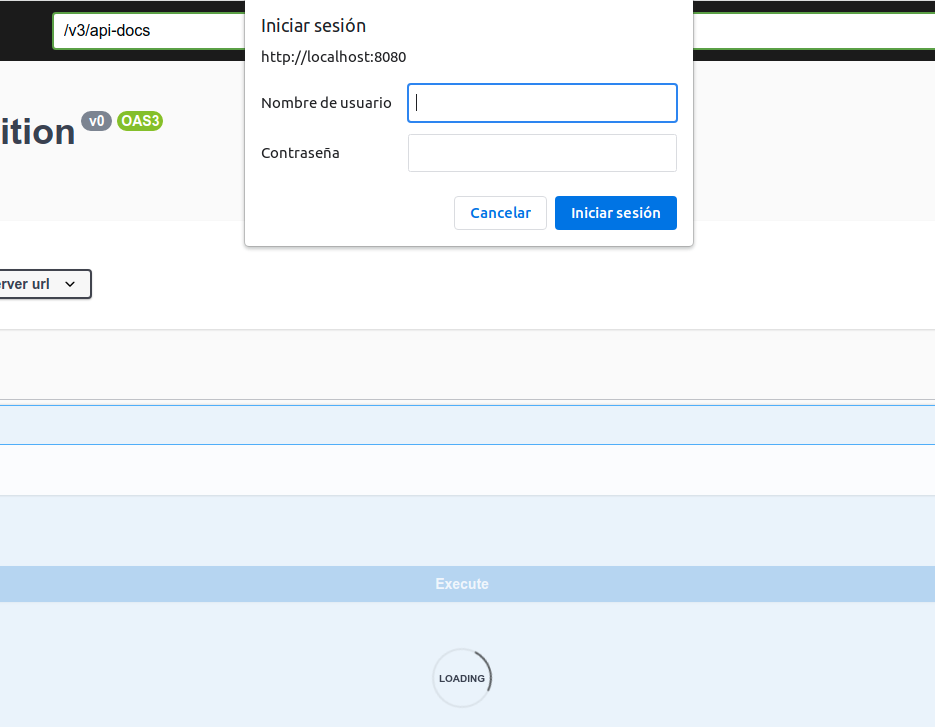 /v3/api-docs
Iniciar sesión
http://localhost:8080
Nombre de usuario
Contraseña
Cancelar Iniciar sesión
ition v0 OAS3
rver url
Execute
LOADING